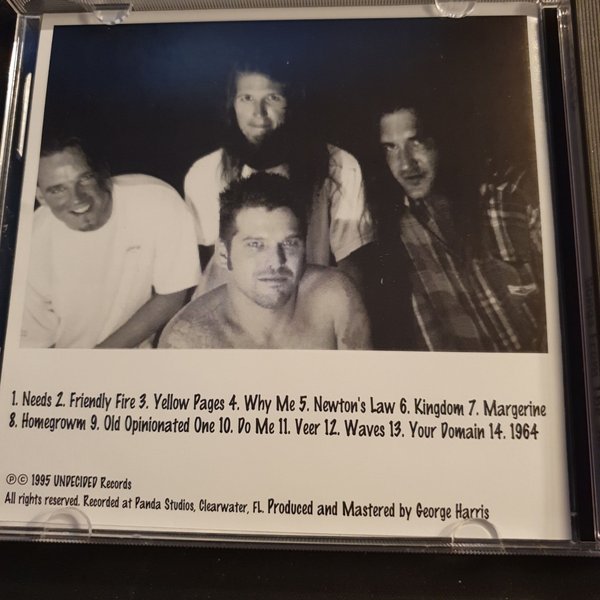 1. Needs 2. Friendly Fire 3. Yellow Pages 4. Why Me 5. Newton's Law 6. Kingdom 7. Margerine
8. Homegrowm 9. Old Opinionated One 10. Do Me 11. Veer 12. Waves 13. Your Domain 14. 1964
℗© 1995 UNDECIDED Records
All rights reserved. Recorded at Panda Studios, Clearwater, FL. Produced and Mastered by George Harris